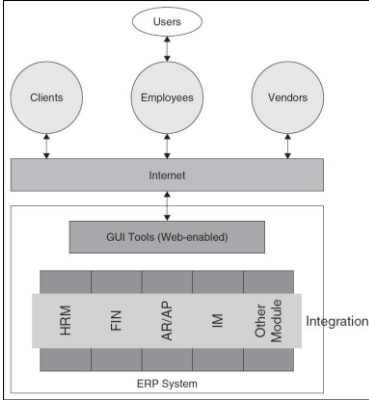 Users
Clients
Employees
Vendors
Internet
GUI Tools (Web-enabled)
HRM
FIN
AR/AP
IM
Other
Module
Integration
ERP System